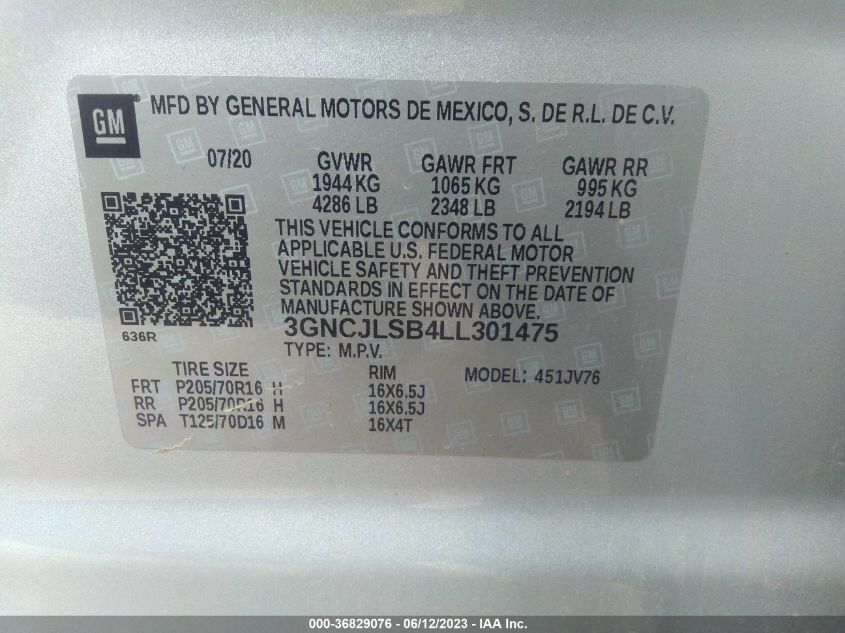 GM ® MFD BY GENERAL MOTORS DE MEXICO, S. DE R.L. DE C.V.
07/20 GVWR GAWR FRT GAWR RR
1944 KG 1065 KG 995 KG
4286 LB 2348 LB 2194 LB
THIS VEHICLE CONFORMS TO ALL
APPLICABLE U.S. FEDERAL MOTOR
VEHICLE SAFETY AND THEFT PREVENTION
STANDARDS IN EFFECT ON THE DATE OF
MANUFACTURE SHOWN ABOVE.
636R 3GNCJLSB4LL301475
TYPE: M.P.V.
TIRE SIZE RIM MODEL: 451JV76
FRT P205/70R16 H 16X6.5J
RR P205/70R16 H 16X6.5J
SPA T125/70D16 M 16X4T
000-36829076 - 06/12/2023 - IAA Inc.